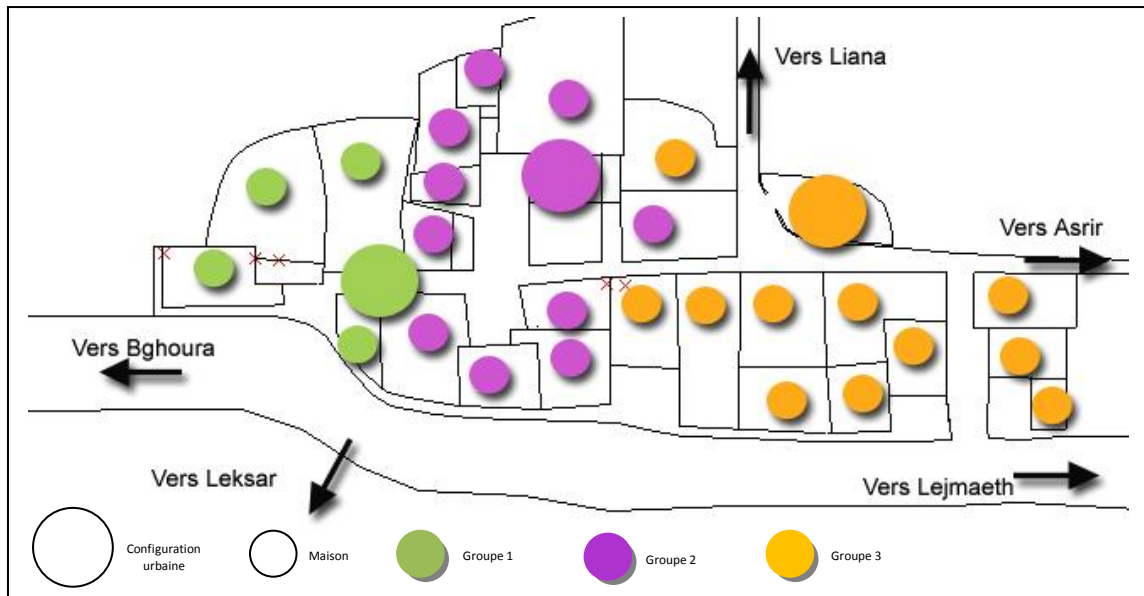 Vers Liana
Vers Asrir
Vers Bghoura
Vers Leksar
Vers Lejmaeth
Configuration
urbaine
Maison
Groupe 1
Groupe 2
Groupe 3